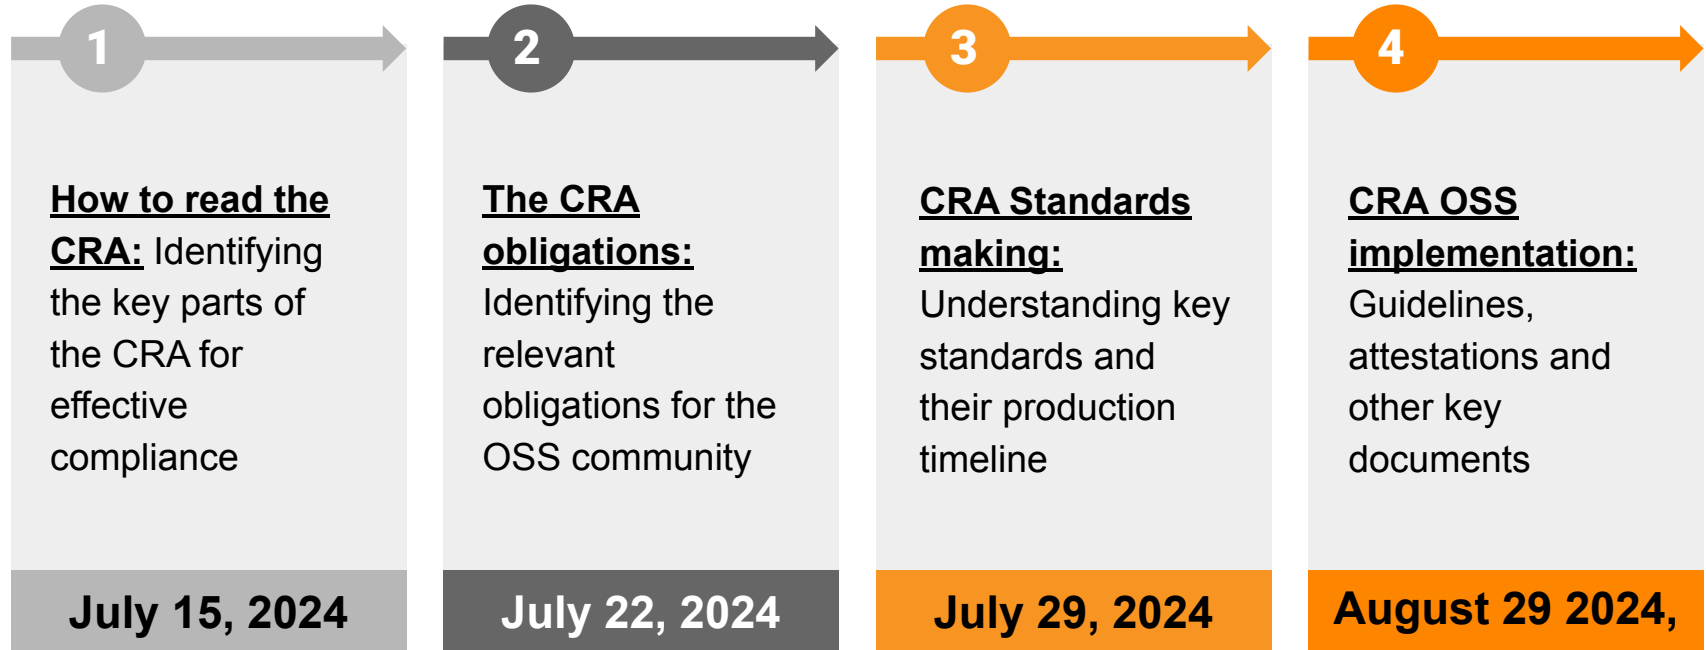 1
How to read the
CRA: Identifying
the key parts of
the CRA for
effective
compliance
July 15, 2024
2
The CRA
obligations:
Identifying the
relevant
obligations for the
OSS community
July 22, 2024
3
CRA Standards
making:
Understanding key
standards and
their production
timeline
July 29, 2024
4
CRA OSS
implementation:
Guidelines,
attestations and
other key
documents
August 29 2024,